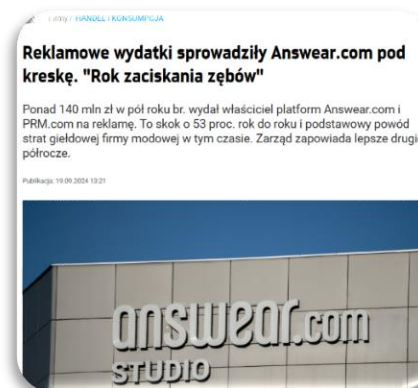 Firmy / HANDEL I KONSUMPCJA
Reklamowe wydatki sprowadziły Answear.com pod
kreskę. "Rok zaciskania zębów"
Ponad 140 mln zł w pół roku br. wydał właściciel platform Answear.com i
PRM.com na reklamę. To skok o 53 proc. rok do roku i podstawowy powód
strat giełdowej firmy modowej w tym czasie. Zarząd zapowiada lepsze drugi
półrocze.
Publikacja: 19.09.2024 13:21
answear.com
STUDIO